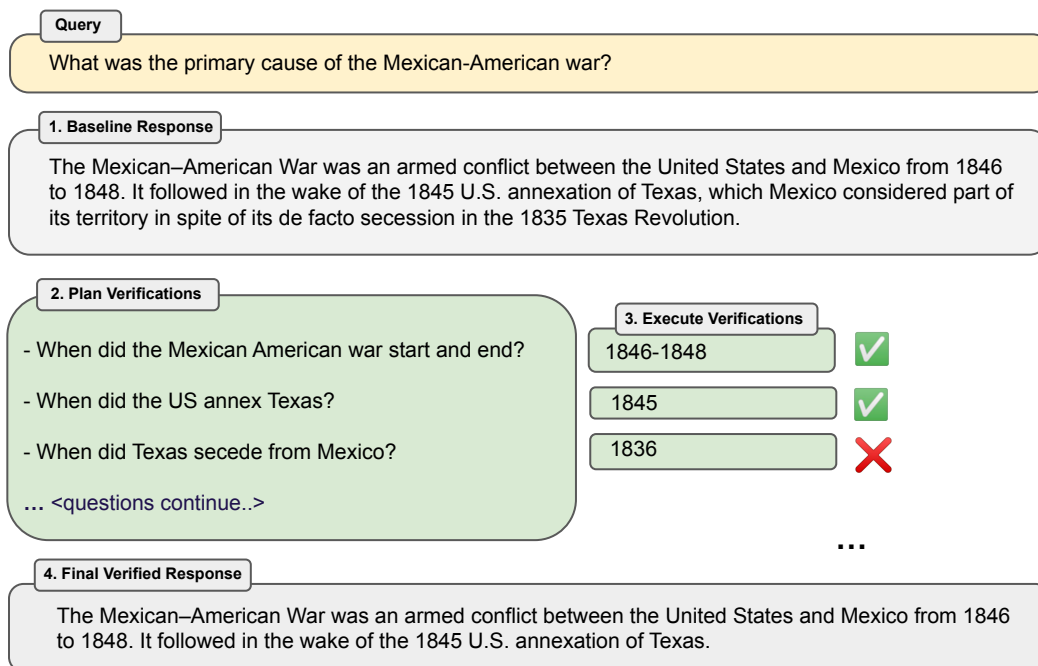 Query
What was the primary cause of the Mexican-American war?
1. Baseline Response
The Mexican–American War was an armed conflict between the United States and Mexico from 1846
to 1848. It followed in the wake of the 1845 U.S. annexation of Texas, which Mexico considered part of
its territory in spite of its de facto secession in the 1835 Texas Revolution.
2. Plan Verifications
- When did the Mexican American war start and end?
- When did the US annex Texas?
- When did Texas secede from Mexico?
... <questions continue..>
3. Execute Verifications
1846-1848
1845
1836
...
4. Final Verified Response
The Mexican–American War was an armed conflict between the United States and Mexico from 1846
to 1848. It followed in the wake of the 1845 U.S. annexation of Texas.